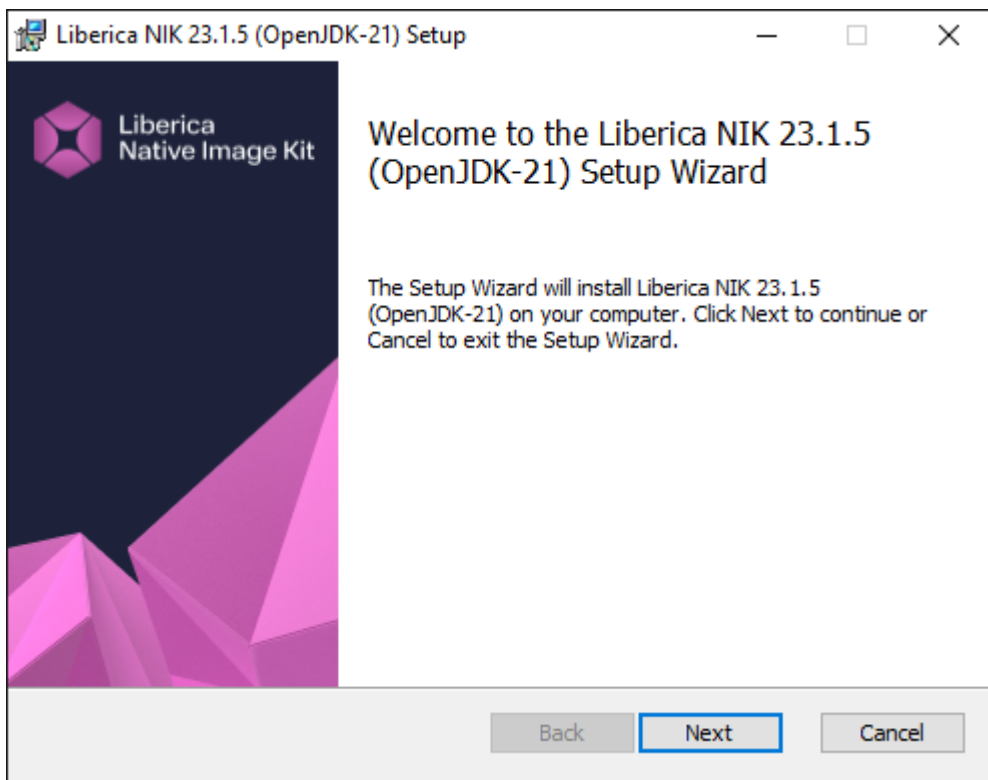 Liberica NIK 23.1.5 (OpenJDK-21) Setup
Liberica
Native Image Kit
Welcome to the Liberica NIK 23.1.5
(OpenJDK-21) Setup Wizard
The Setup Wizard will install Liberica NIK 23.1.5
(OpenJDK-21) on your computer. Click Next to continue or
Cancel to exit the Setup Wizard.
Back Next Cancel